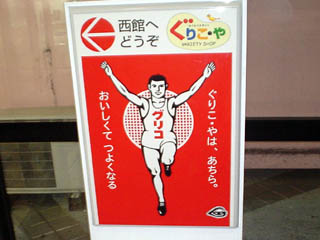 西館へ
どうぞ
ぐりこ・や
VARIETY SHOP
ぐりこ・やは、あちら。
グリコ
おいしくて つよくなる